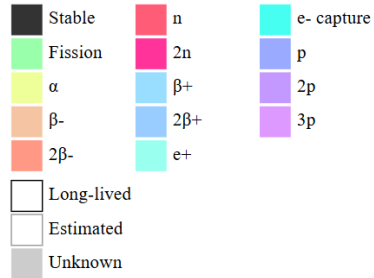 Stable
Fission
α
β-
2β-
n
2n
β+
2β+
e+
e- capture
p
2p
3p
Long-lived
Estimated
Unknown